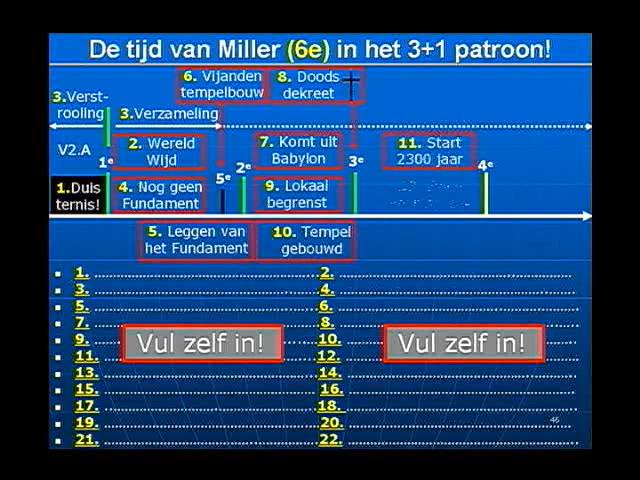 De tijd van Miller (6e) in het 3+1 patroon!
6. Vijanden
tempelbouw
8. Doods
dekreet
3.Verst-
rooling
3.Verzameling
V2.A
1e
2. Wereld
Wijd
5e
2e
7. Komt uit
Babylon
3e
11. Start
2300 jaar
4e
1.Duis
ternis!
4. Nog geen
Fundament
9. Lokaal
begrenst
5. Leggen van
het Fundament
10. Tempel
gebouwd
1. 2.
3. 4.
5. 6.
7. 8.
9. 10.
Vul zelf in! Vul zelf in!
11. 12.
13. 14.
15. 16.
17. 18.
19. 20.
21. 22.
46